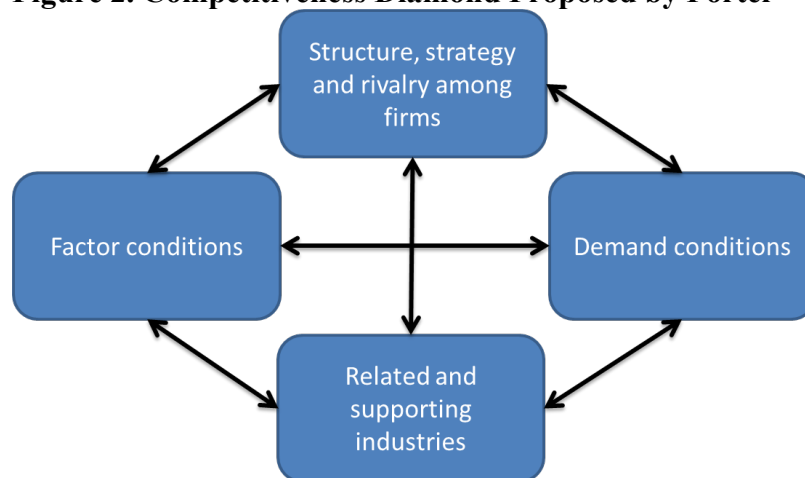 Figure 2. Competitiveness Diamond Proposed by Porter
Structure, strategy
and rivalry among
firms
Factor conditions
Demand conditions
Related and
supporting
industries